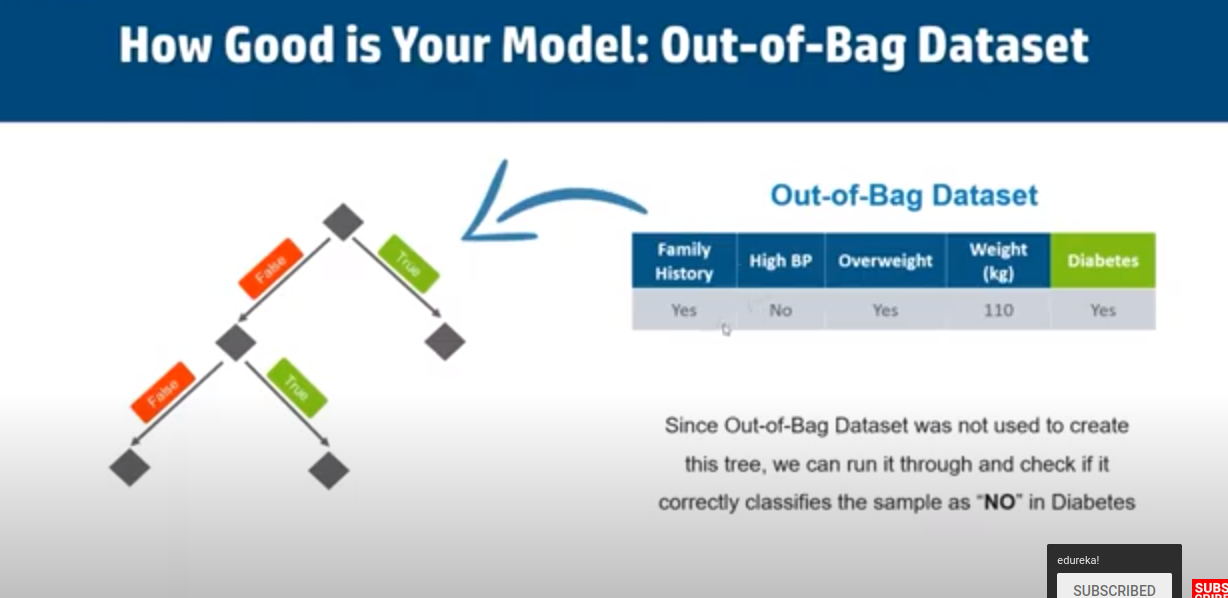 How Good is Your Model: Out-of-Bag Dataset
Out-of-Bag Dataset
Family History High BP Overweight Weight (kg) Diabetes
Yes No Yes 110 Yes
False True
False True
Since Out-of-Bag Dataset was not used to create
this tree, we can run it through and check if it
correctly classifies the sample as “NO” in Diabetes
edureka!
SUBSCRIBED
SUBS